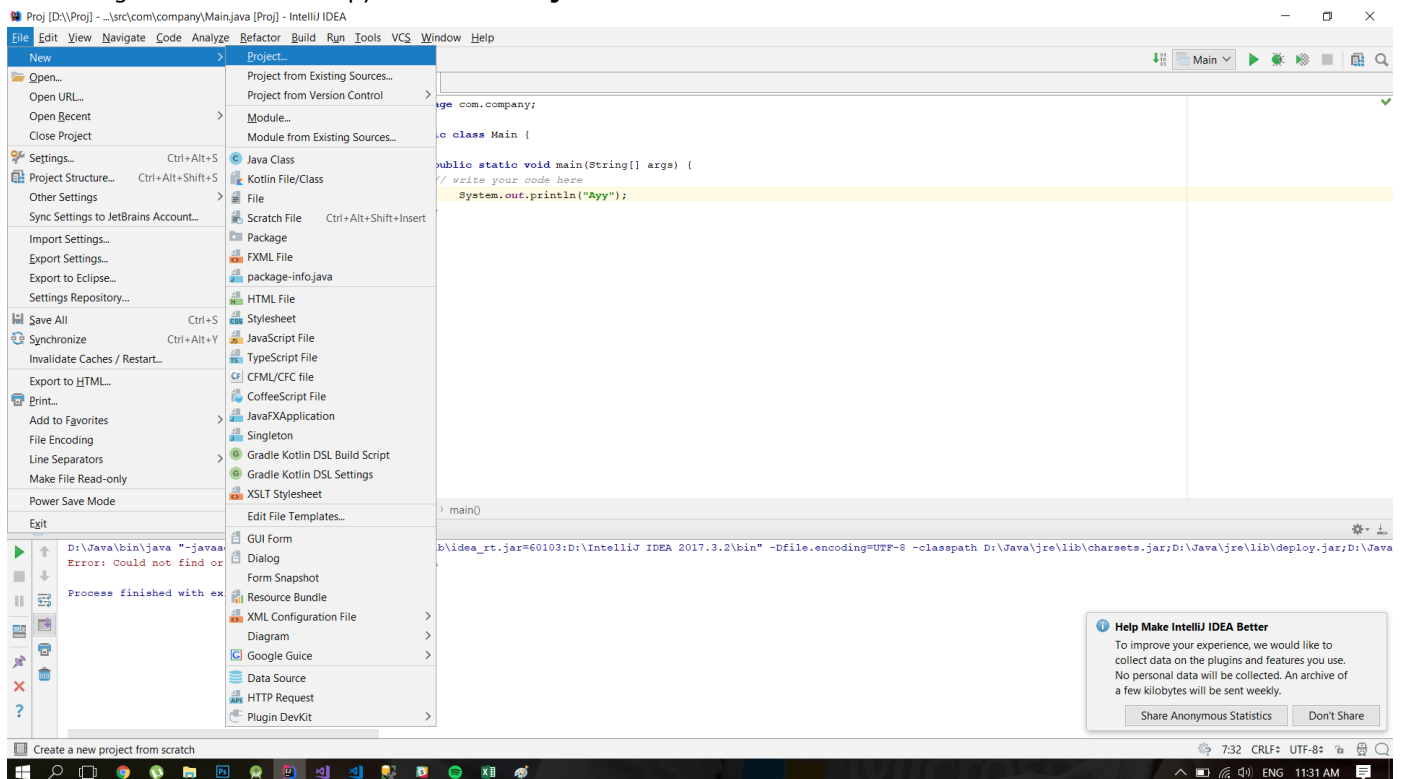 Proj [D:\\Proj] - ...\src\com\company\Main.java [Proj] - IntelliJ IDEA
File Edit View Navigate Code Analyze Refactor Build Run Tools VCS Window Help
New
Open...
Open URL...
Open Recent
Close Project
Settings... Ctrl+Alt+S
Project Structure... Ctrl+Alt+Shift+S
Other Settings
Sync Settings to JetBrains Account...
Import Settings...
Export Settings...
Export to Eclipse...
Settings Repository...
Save All Ctrl+S
Synchronize Ctrl+Alt+Y
Invalidate Caches / Restart...
Export to HTML...
Print...
Add to Favorites
File Encoding
Line Separators
Make File Read-only
Power Save Mode
Exit
Project...
Project from Existing Sources...
Project from Version Control
Module...
Module from Existing Sources...
Java Class
Kotlin File/Class
File
Scratch File Ctrl+Alt+Shift+Insert
Package
FXML File
package-info.java
HTML File
Stylesheet
JavaScript File
TypeScript File
CFML/CFC file
CoffeeScript File
JavaFXApplication
Singleton
Gradle Kotlin DSL Build Script
Gradle Kotlin DSL Settings
XSLT Stylesheet
Edit File Templates...
GUI Form
Dialog
Form Snapshot
Resource Bundle
XML Configuration File
Diagram
Google Guice
Data Source
HTTP Request
Plugin DevKit
Main
age com.company;
ic class Main {
public static void main(String[] args) {
// write your code here
System.out.println("Ayy");
main()
D:\Java\bin\java "-javaa
b\idea_rt.jar=60103:D:\IntelliJ IDEA 2017.3.2\bin" -Dfile.encoding=UTF-8 -classpath D:\Java\jre\lib\charsets.jar;D:\Java\jre\lib\deploy.jar;D:\Java
Error: Could not find or
Process finished with ex
Help Make IntelliJ IDEA Better
To improve your experience, we would like to
collect data on the plugins and features you use.
No personal data will be collected. An archive of
a few kilobytes will be sent weekly.
Share Anonymous Statistics Don't Share
Create a new project from scratch
7:32 CRLF UTF-8
ENG 11:31 AM